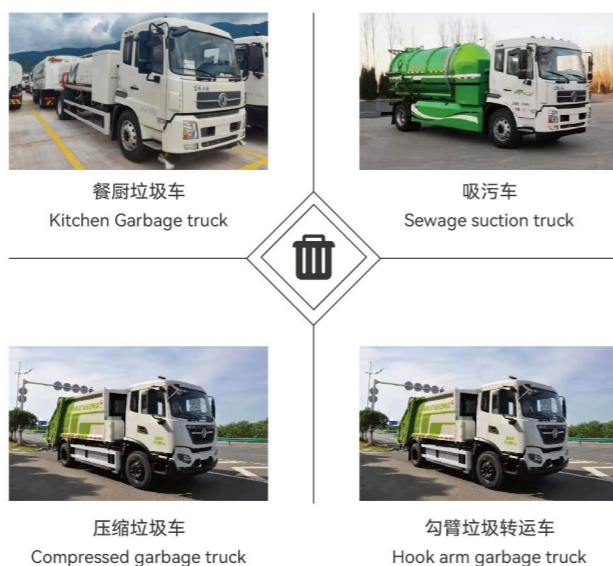 餐厨垃圾车
Kitchen Garbage truck
吸污车
Sewage suction truck
压缩垃圾车
Compressed garbage truck
勾臂垃圾转运车
Hook arm garbage truck